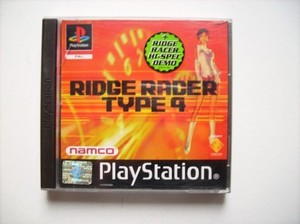 PlayStation
PAL
+
RIDGE
RACER
HI-SPEC
DEMO
RIDGE RACER
TYPE 4
namco
PlayStation